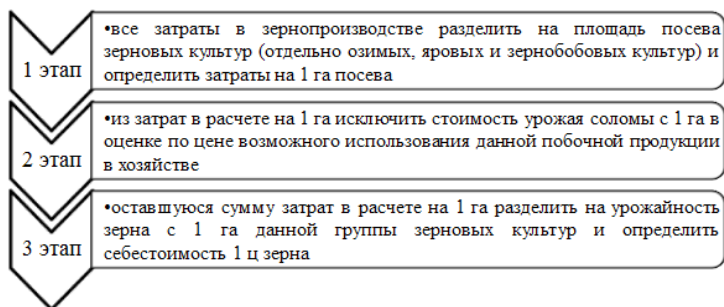 1 этап
•все затраты в зернопроизводстве разделить на площадь посева
зерновых культур (отдельно озимых, яровых и зернобобовых культур) и
определить затраты на 1 га посева
2 этап
•из затрат в расчете на 1 га исключить стоимость урожая соломы с 1 га в
оценке по цене возможного использования данной побочной продукции
в хозяйстве
3 этап
•оставшуюся сумму затрат в расчете на 1 га разделить на урожайность
зерна с 1 га данной группы зерновых культур и определить
себестоимость 1 ц зерна